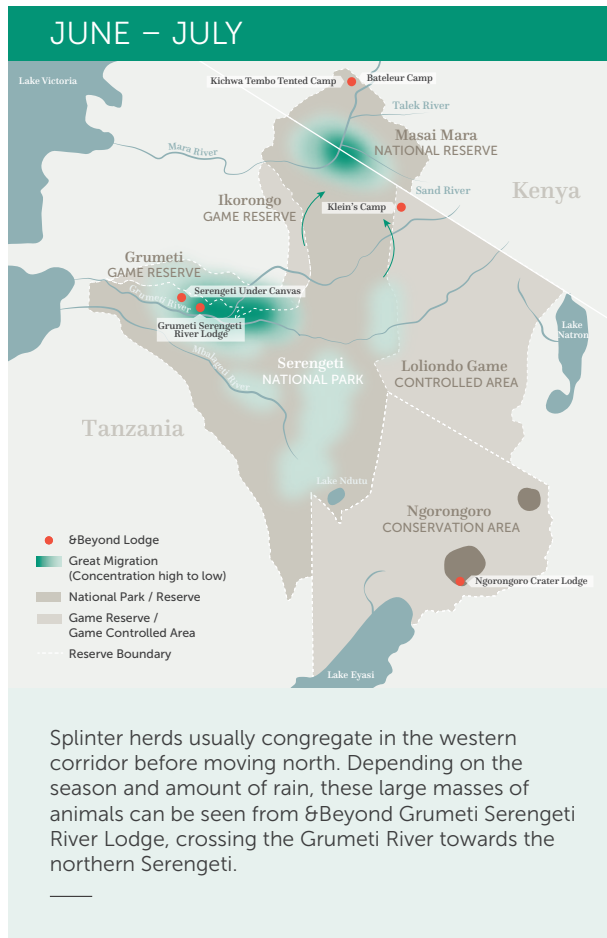 JUNE – JULY
Lake Victoria
Kichwa Tembo Tented Camp
Bateleur Camp
Talek River
Mara River
Masai Mara
NATIONAL RESERVE
Sand River
Kenya
Ikorongo
GAME RESERVE
Klein's Camp
Grumeti
GAME RESERVE
Serengeti Under Canvas
Grumeti River
Grumeti Serengeti
River Lodge
Lake
Natron
Mbalageti River
Serengeti
NATIONAL PARK
Loliondo Game
CONTROLLED AREA
Tanzania
Lake Ndutu
Ngorongoro
CONSERVATION AREA
&Beyond Lodge
Great Migration
(Concentration high to low)
National Park / Reserve
Game Reserve /
Game Controlled Area
Reserve Boundary
Ngorongoro Crater Lodge
Lake Eyasi
Splinter herds usually congregate in the western
corridor before moving north. Depending on the
season and amount of rain, these large masses of
animals can be seen from &Beyond Grumeti Serengeti
River Lodge, crossing the Grumeti River towards the
northern Serengeti.